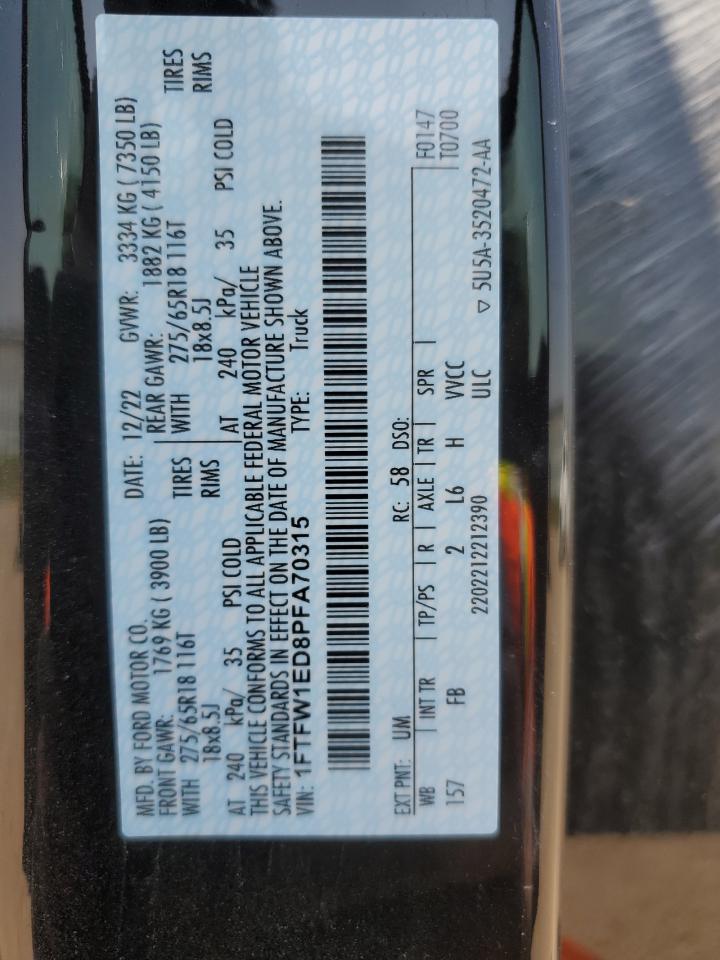 MFD. BY FORD MOTOR CO.
DATE: 12/22 GVWR: 3334 KG ( 7350 LB)
FRONT GAWR: 1769 KG ( 3900 LB) REAR GAWR: 1882 KG ( 4150 LB)
WITH 275/65R18 116T TIRES WITH 275/65R18 116T TIRES
18x8.5J RIMS 18x8.5J RIMS
AT 240 kPa/ 35 PSI COLD AT 240 kPa/ 35 PSI COLD
THIS VEHICLE CONFORMS TO ALL APPLICABLE FEDERAL MOTOR VEHICLE
SAFETY STANDARDS IN EFFECT ON THE DATE OF MANUFACTURE SHOWN ABOVE.
VIN: 1FTFW1ED8PFA70315 TYPE: Truck
EXT PNT: UM RC: 58 DSO:
WB INT TR TP/PS R AXLE TR SPR F0147
T0700
157 FB 2 L6 H VVCC
2202212212390 ULC ▽ 5U5A-3520472-AA